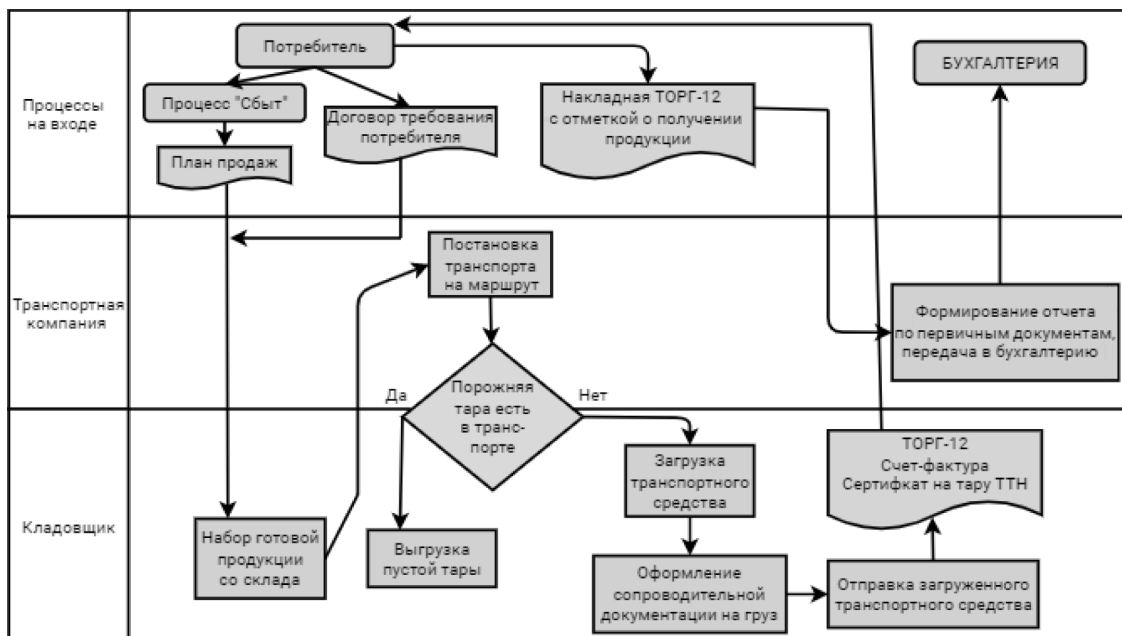 Процессы
на входе
Потребитель
Процесс "Сбыт"
План продаж
Договор требования
потребителя
Накладная ТОРГ-12
с отметкой о получении
продукции
БУХГАЛТЕРИЯ
Транспортная
компания
Постановка
транспорта
на маршрут
Формирование отчета
по первичным документам,
передача в бухгалтерию
Да
Порожняя
тара есть
в транс-
порте
Нет
Кладовщик
Набор готовой
продукции
со склада
Выгрузка
пустой тары
Загрузка
транспортного
средства
Оформление
сопроводительной
документации на груз
Отправка загруженного
транспортного средства
ТОРГ-12
Счет-фактура
Сертифкат на тару ТТН